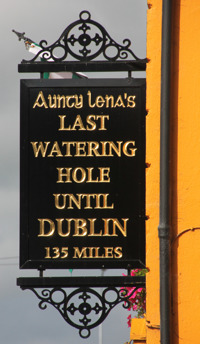 Aunty Lena's
LAST
WATERING
HOLE
UNTIL
DUBLIN
135 MILES